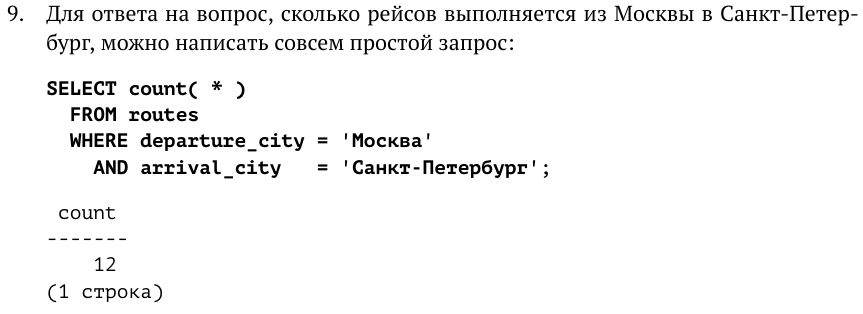 9. Для ответа на вопрос, сколько рейсов выполняется из Москвы в Санкт-Петер-
бург, можно написать совсем простой запрос:
SELECT count( * )
  FROM routes
  WHERE departure_city = 'Москва'
    AND arrival_city   = 'Санкт-Петербург';
 count
-------
    12
(1 строка)